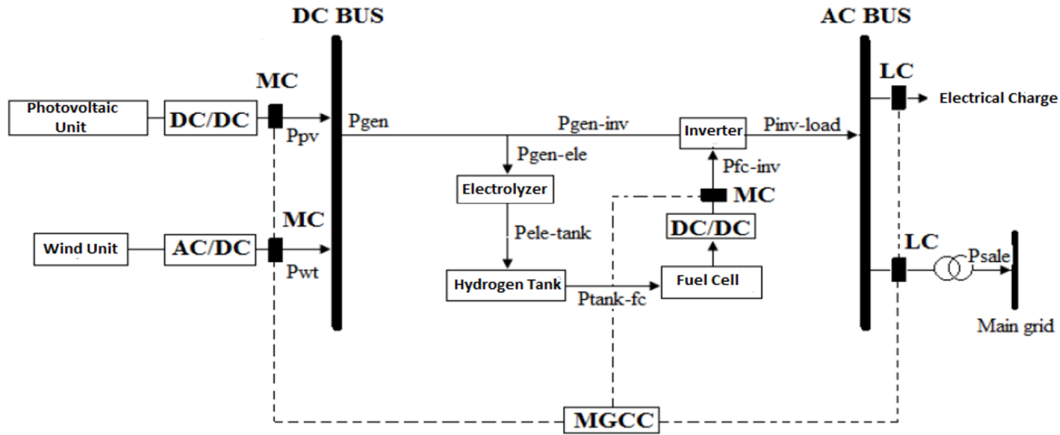 DC BUS
AC BUS
MC
LC
Photovoltaic
Unit
DC/DC
Electrical Charge
Ppv
Pgen
Pgen-inv
Inverter
Pinv-load
Pgen-ele
Pfc-inv
Electrolyzer
MC
MC
DC/DC
Pele-tank
LC
Wind Unit
AC/DC
Pwt
Psale
Hydrogen Tank
Fuel Cell
Ptank-fc
Main grid
MGCC